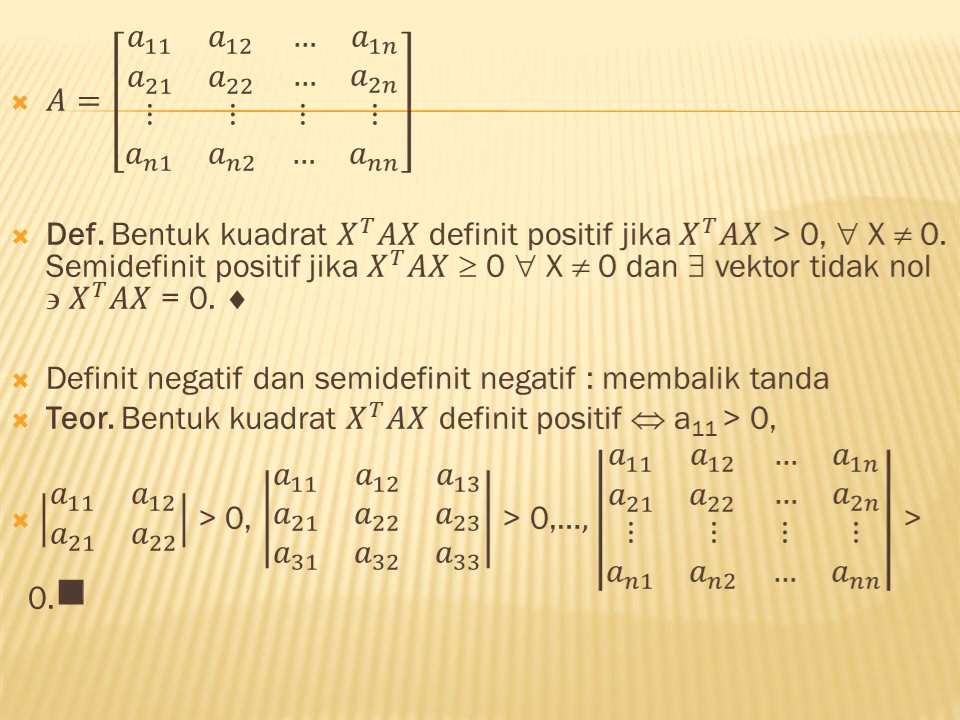 A = [a₁₁ a₁₂ … a₁ₙ
a₂₁ a₂₂ … a₂ₙ
⋮ ⋮ ⋮ ⋮
aₙ₁ aₙ₂ … aₙₙ]
Def. Bentuk kuadrat XᵀAX definit positif jika XᵀAX > 0, ∀ X ≠ 0.
Semidefinit positif jika XᵀAX ≥ 0 ∀ X ≠ 0 dan ∃ vektor tidak nol
∋ XᵀAX = 0. ♦
Definit negatif dan semidefinit negatif : membalik tanda
Teor. Bentuk kuadrat XᵀAX definit positif ⇔ a₁₁ > 0,
|a₁₁ a₁₂; a₂₁ a₂₂| > 0, |a₁₁ a₁₂ a₁₃; a₂₁ a₂₂ a₂₃; a₃₁ a₃₂ a₃₃| > 0,…, |a₁₁ a₁₂ … a₁ₙ; a₂₁ a₂₂ … a₂ₙ; ⋮ ⋮ ⋮ ⋮; aₙ₁ aₙ₂ … aₙₙ| >
0.■